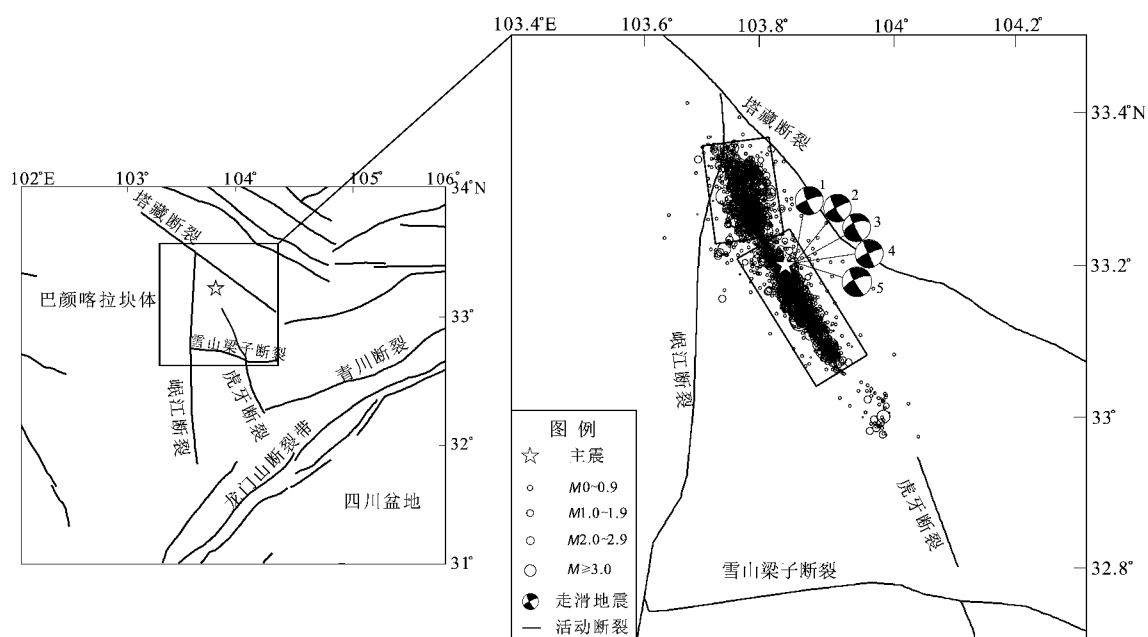 102°E
103°
104°
105°
106°
34°N
33°
32°
31°
塔藏断裂
巴颜喀拉块体
雪山梁子断裂
青川断裂
岷江断裂
虎牙断裂
龙门山断裂带
四川盆地
103.4°E
103.6°
103.8°
104°
104.2°
33.4°N
33.2°
33°
32.8°
塔藏断裂
1
2
3
4
5
岷江断裂
虎牙断裂
雪山梁子断裂
图例
主震
M0~0.9
M1.0~1.9
M2.0~2.9
M≥3.0
走滑地震
活动断裂